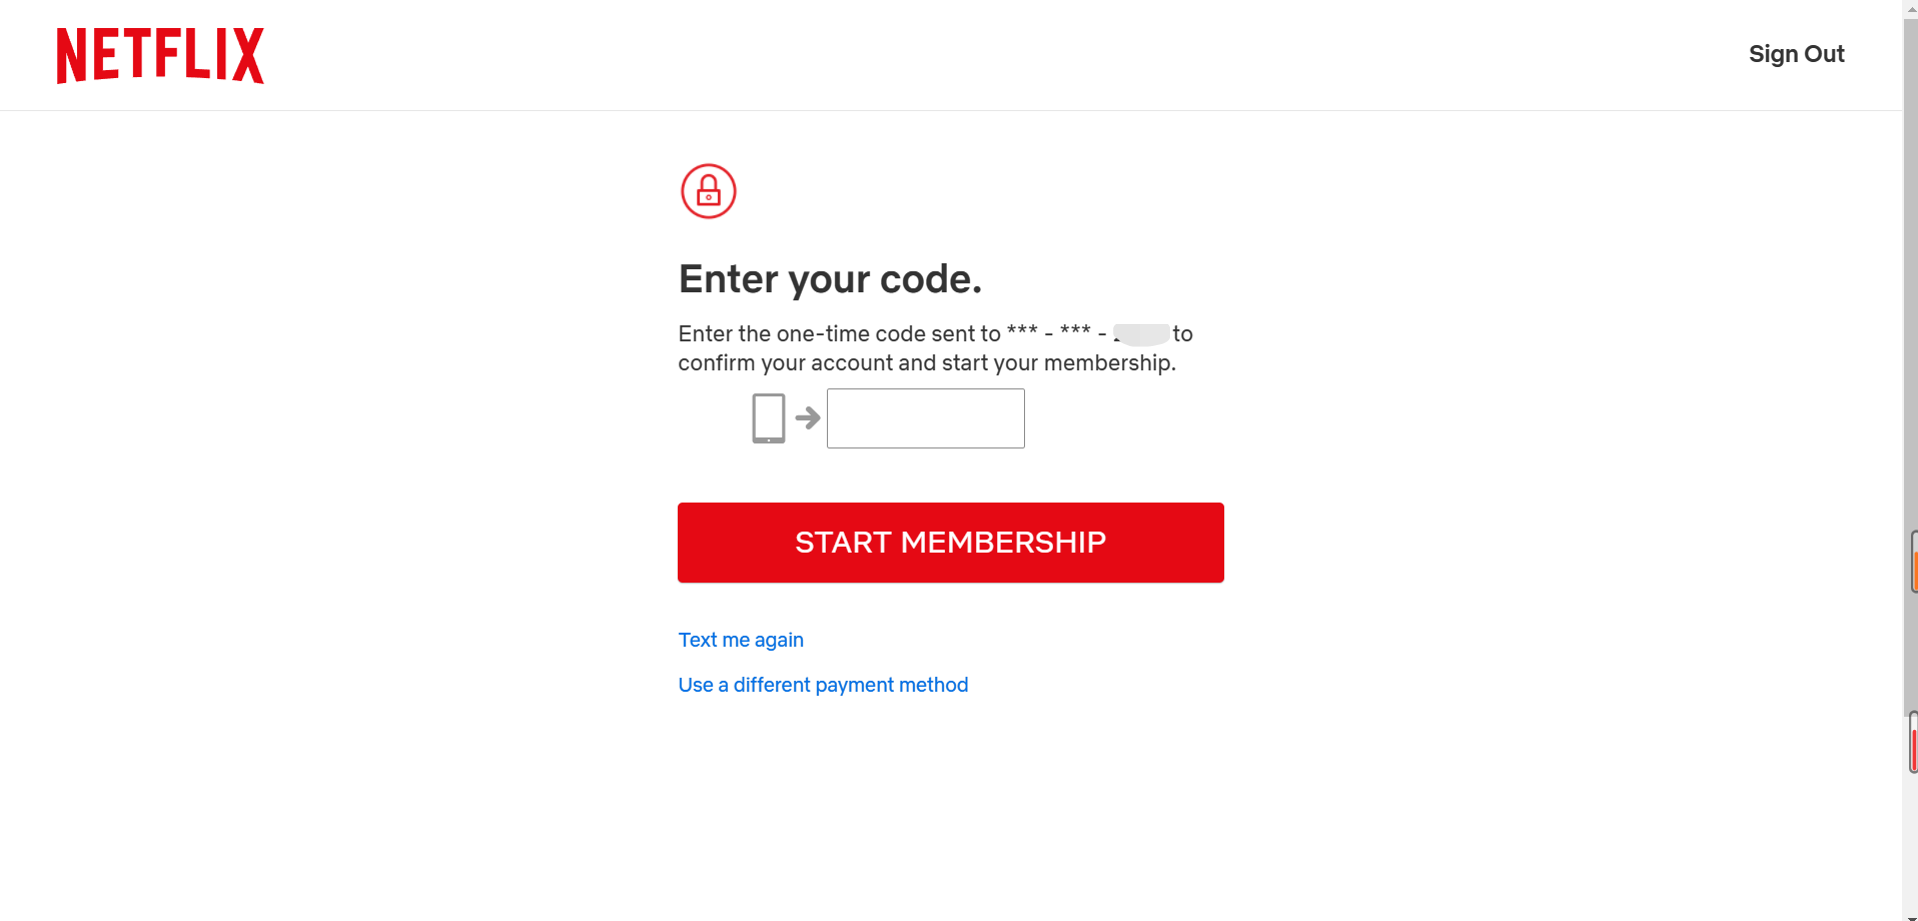 NETFLIX
Sign Out
Enter your code.
Enter the one-time code sent to *** - *** - to
confirm your account and start your membership.
START MEMBERSHIP
Text me again
Use a different payment method